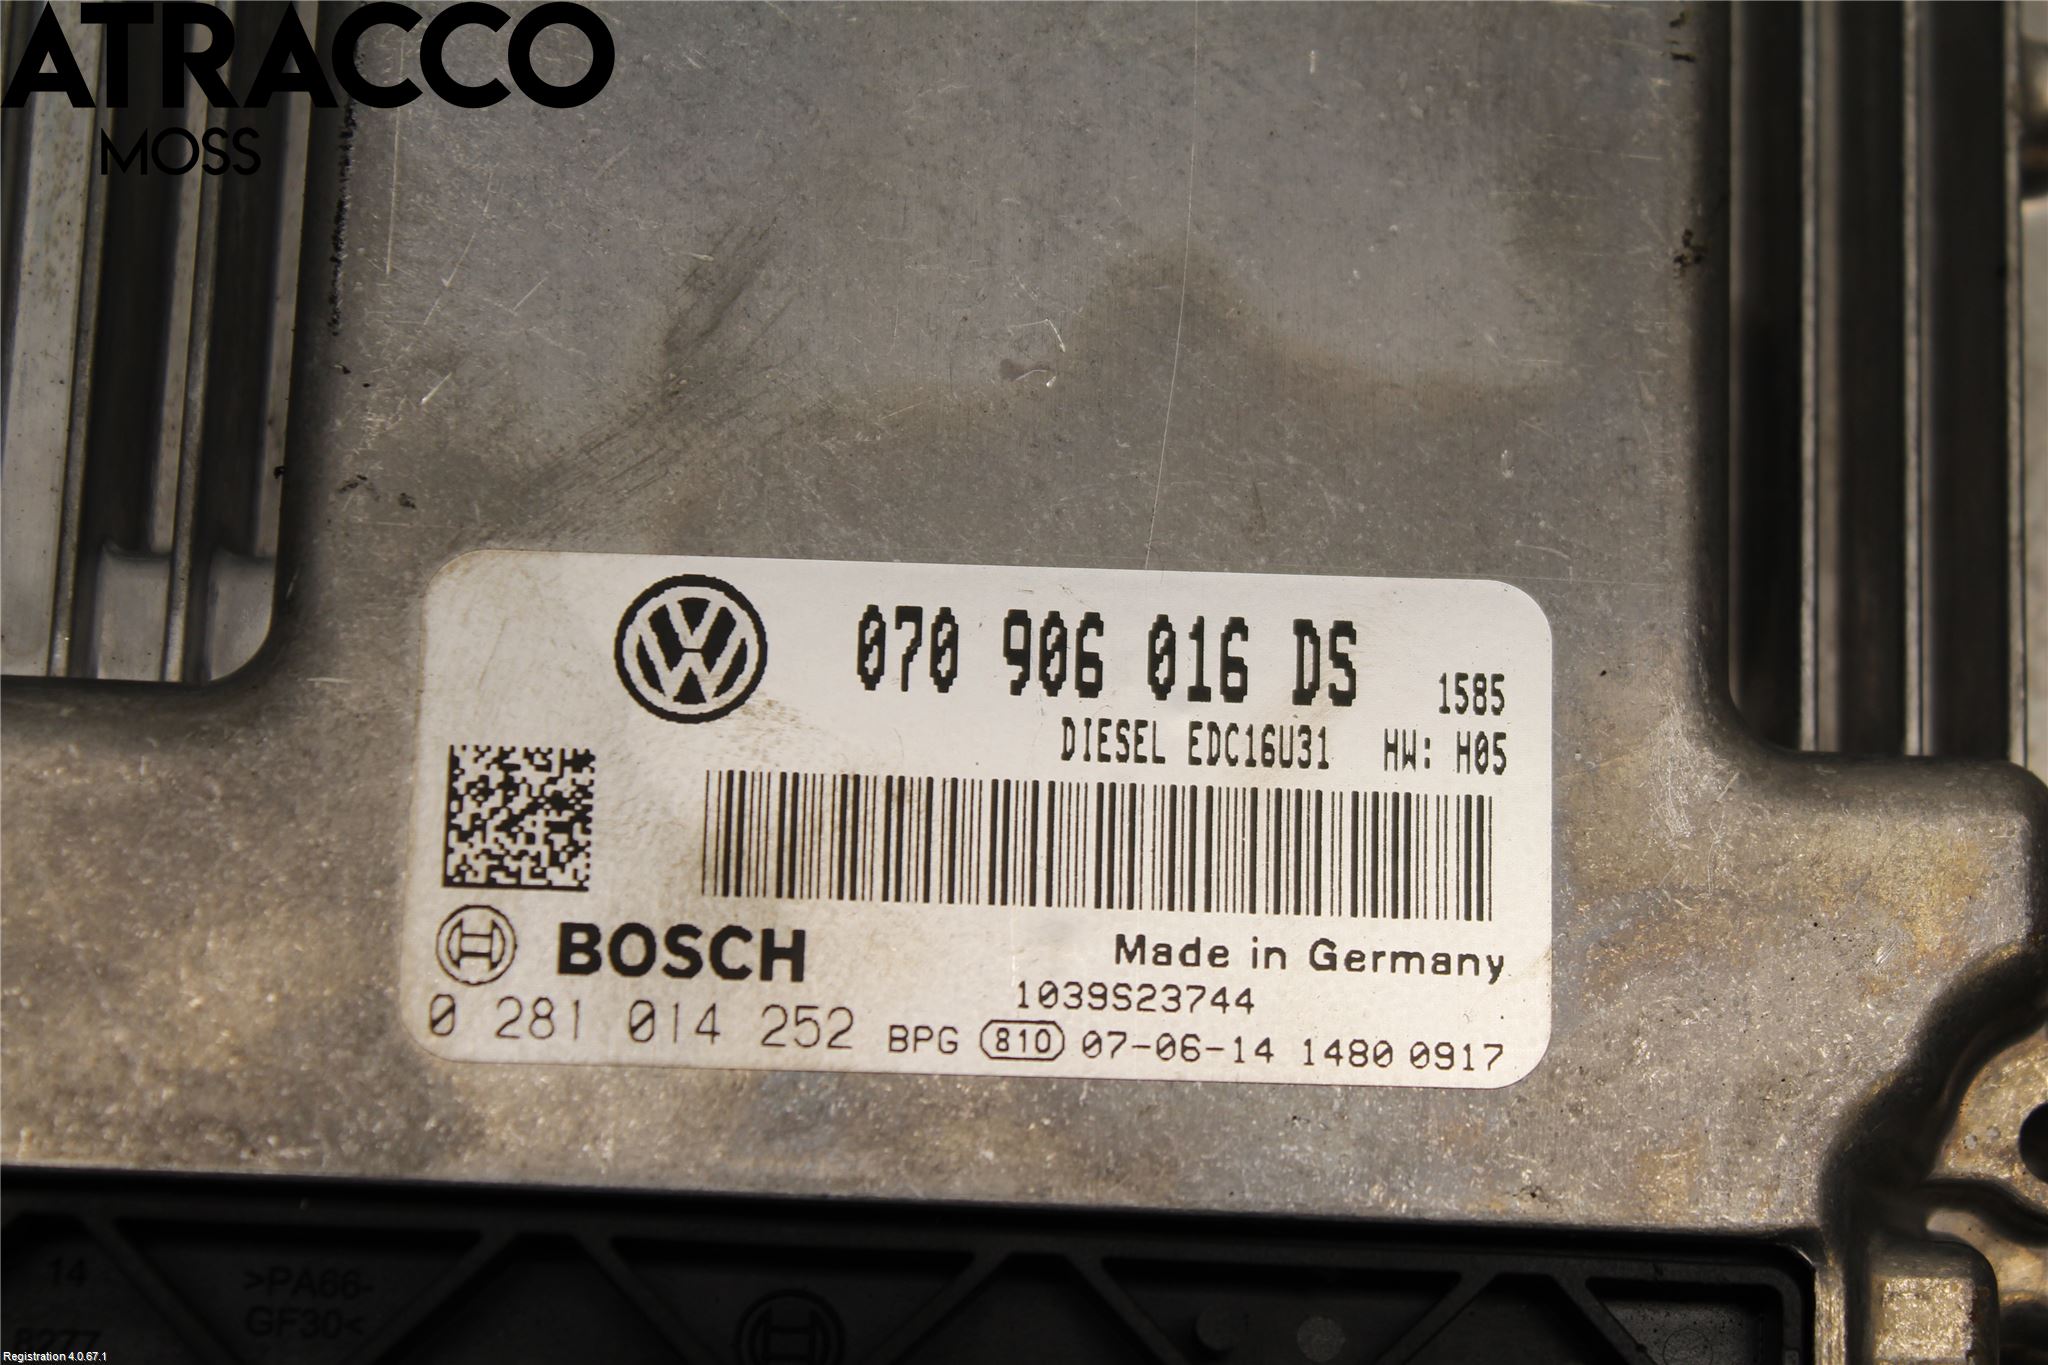 ATRACCO
MOSS
070 906 016 DS
1585
DIESEL EDC16U31 HW: H05
BOSCH
Made in Germany
1039S23744
0 281 014 252 BPG 810 07-06-14 1480 0917
14
>PA66-
GF30<
8277
Registration 4.0.67.1